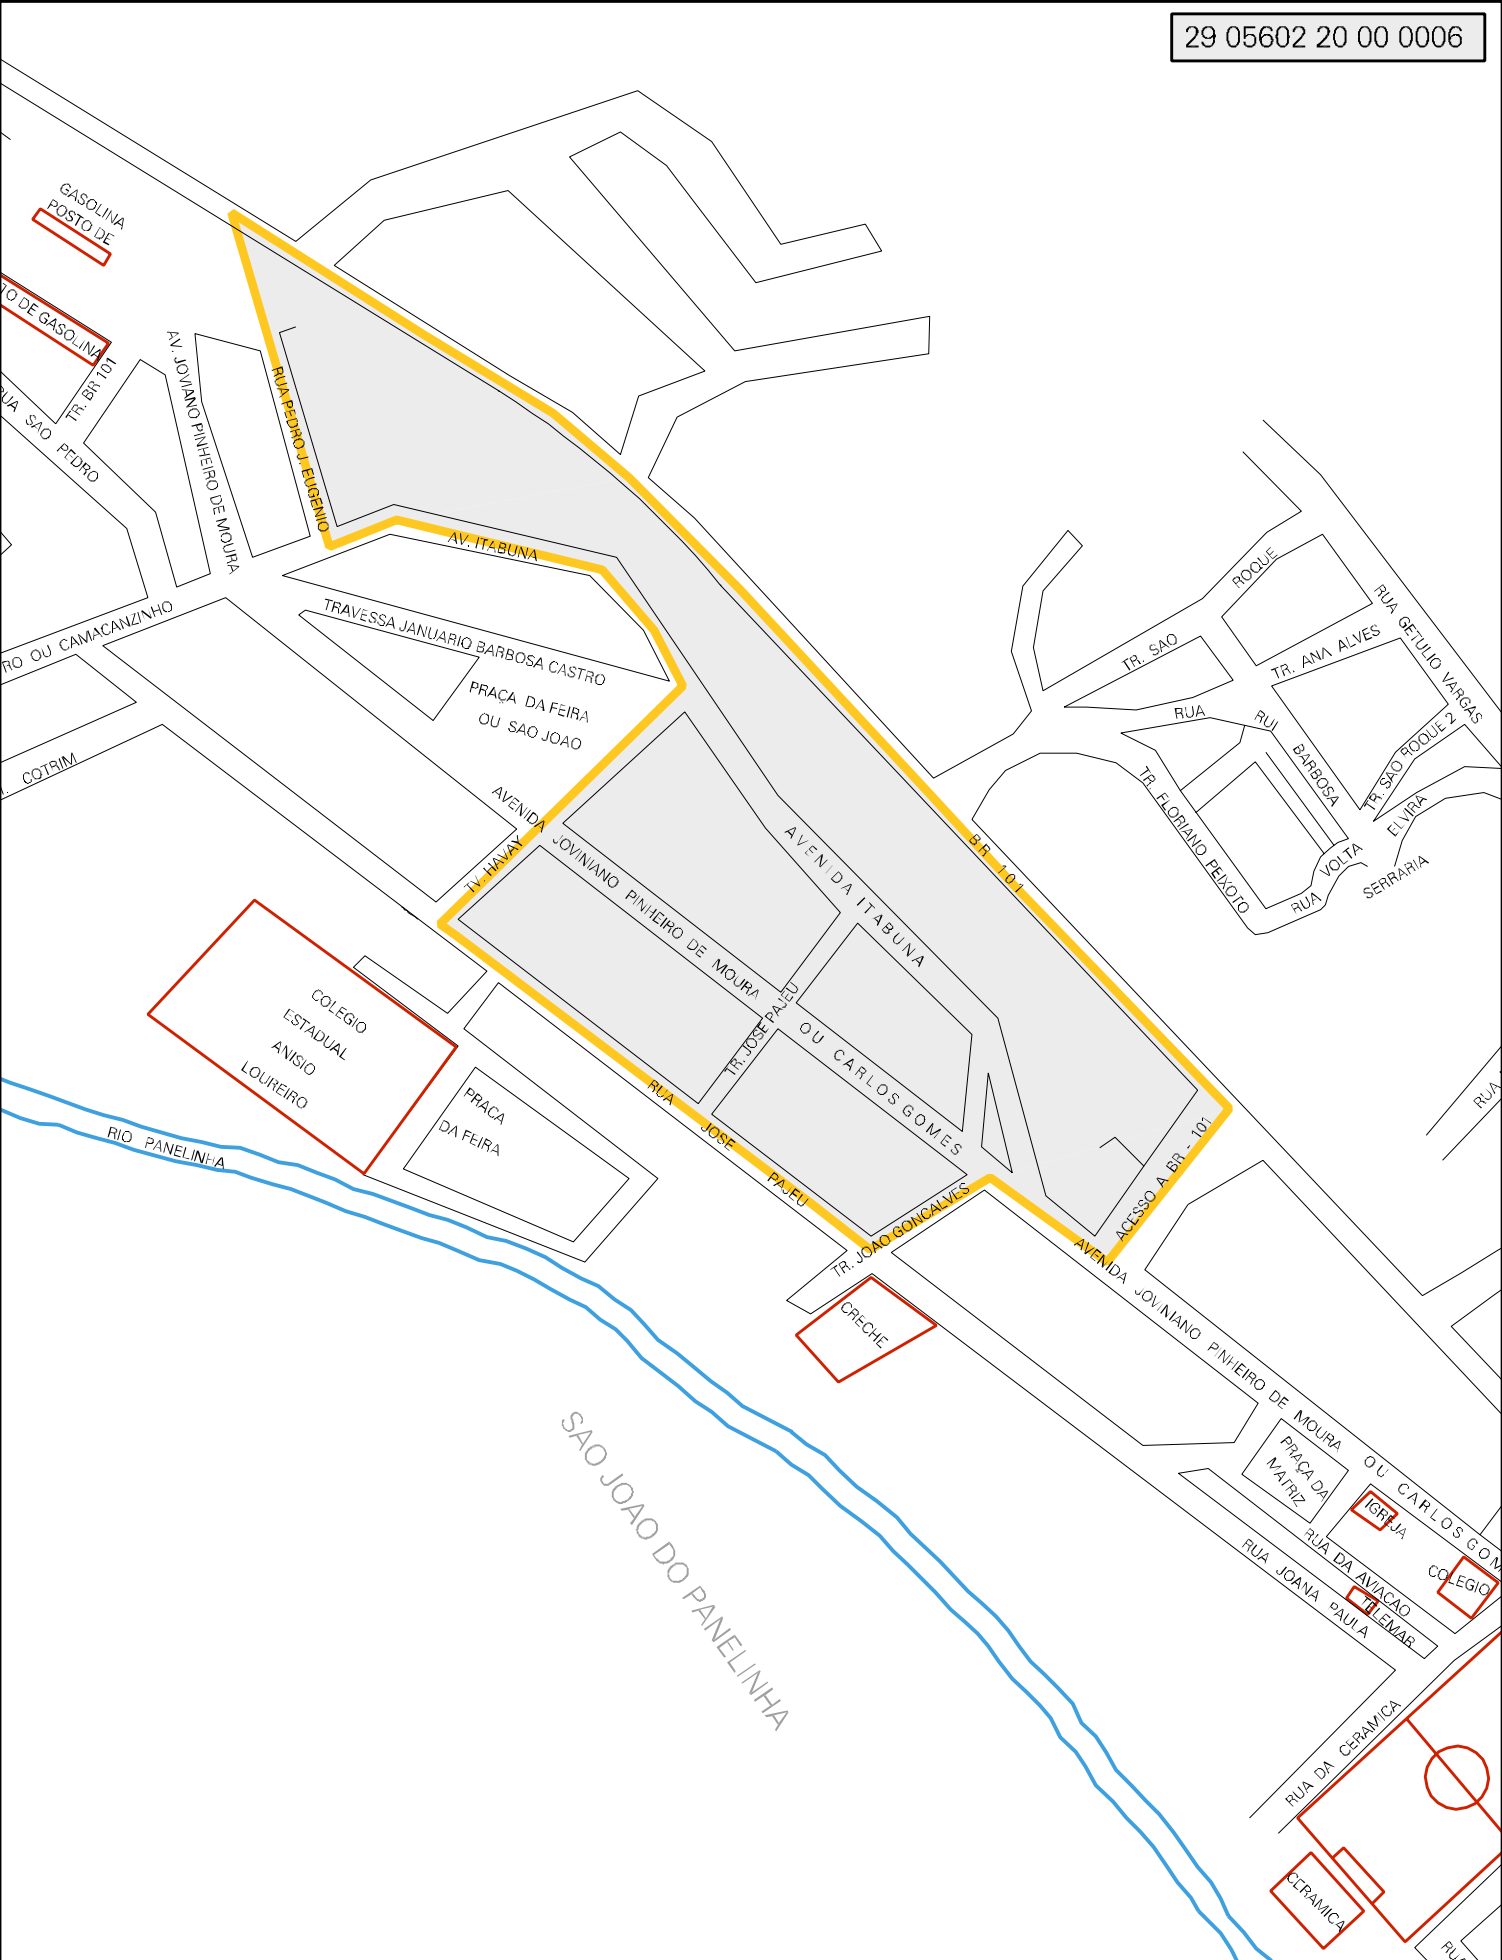 29 05602 20 00 0006
GASOLINA
POSTO DE
TO DE GASOLINA
TR. BR 101
RUA SAO PEDRO
AV. JOVIANO PINHEIRO DE MOURA
RUA PEDRO J. EUGENIO
AV. ITABUNA
TRAVESSA JANUARIO BARBOSA CASTRO
PRAÇA DA FEIRA
OU SAO JOAO
RO OU CAMACANZINHO
COTRIM
AVENIDA JOVINIANO PINHEIRO DE MOURA OU CARLOS GOMES
TV. HAVAY
AVENIDA ITABUNA
BR 101
ROQUE
TR. SAO
RUA GETULIO VARGAS
TR. ANA ALVES
RUA RUI BARBOSA
TR. SAO ROQUE 2
TR. FLORIANO PEIXOTO
ELVIRA
RUA VOLTA
SERRARIA
TR. JOSE PAJEU
RUA JOSE PAJEU
COLEGIO
ESTADUAL
ANISIO
LOUREIRO
PRACA
DA FEIRA
RIO PANELINHA
RUA
ACESSO A BR - 101
TR. JOAO GONCALVES
CRECHE
AVENIDA JOVINIANO PINHEIRO DE MOURA OU CARLOS GOM
PRAÇA DA
MATRIZ
IGREJA
COLEGIO
RUA DA AVIACAO
TELEMAR
RUA JOANA PAULA
SAO JOAO DO PANELINHA
RUA DA CERAMICA
CERAMICA
RUA